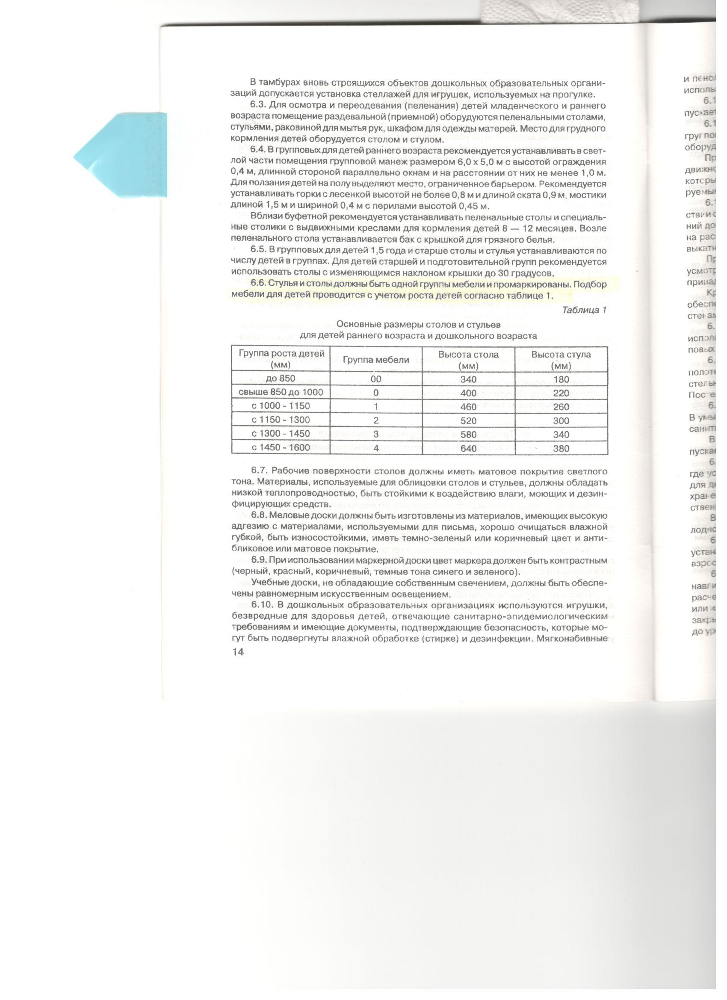 В тамбурах вновь строящихся объектов дошкольных образовательных органи-
заций допускается установка стеллажей для игрушек, используемых на прогулке.
6.3. Для осмотра и переодевания (пеленания) детей младенческого и раннего
возраста помещение раздевальной (приемной) оборудуются пеленальными столами,
стульями, раковиной для мытья рук, шкафом для одежды матерей. Место для грудного
кормления детей оборудуется столом и стулом.
6.4. В групповых для детей раннего возраста рекомендуется устанавливать в свет-
лой части помещения групповой манеж размером 6,0 х 5,0 м с высотой ограждения
0,4 м, длинной стороной параллельно окнам и на расстоянии от них не менее 1,0 м.
Для ползания детей на полу выделяют место, ограниченное барьером. Рекомендуется
устанавливать горки с лесенкой высотой не более 0,8 м и длиной ската 0,9 м, мостики
длиной 1,5 м и шириной 0,4 м с перилами высотой 0,45 м.
Вблизи буфетной рекомендуется устанавливать пеленальные столы и специаль-
ные столики с выдвижными креслами для кормления детей 8 — 12 месяцев. Возле
пеленального стола устанавливается бак с крышкой для грязного белья.
6.5. В групповых для детей 1,5 года и старше столы и стулья устанавливаются по
числу детей в группах. Для детей старшей и подготовительной групп рекомендуется
использовать столы с изменяющимся наклоном крышки до 30 градусов.
6.6. Стулья и столы должны быть одной группы мебели и промаркированы. Подбор
мебели для детей проводится с учетом роста детей согласно таблице 1.
Таблица 1
Основные размеры столов и стульев
для детей раннего возраста и дошкольного возраста
Группа роста детей (мм) Группа мебели Высота стола (мм) Высота стула (мм)
до 850 00 340 180
свыше 850 до 1000 0 400 220
с 1000 - 1150 1 460 260
с 1150 - 1300 2 520 300
с 1300 - 1450 3 580 340
с 1450 - 1600 4 640 380
6.7. Рабочие поверхности столов должны иметь матовое покрытие светлого
тона. Материалы, используемые для облицовки столов и стульев, должны обладать
низкой теплопроводностью, быть стойкими к воздействию влаги, моющих и дезин-
фицирующих средств.
6.8. Меловые доски должны быть изготовлены из материалов, имеющих высокую
адгезию с материалами, используемыми для письма, хорошо очищаться влажной
губкой, быть износостойкими, иметь темно-зеленый или коричневый цвет и анти-
бликовое или матовое покрытие.
6.9. При использовании маркерной доски цвет маркера должен быть контрастным
(черный, красный, коричневый, темные тона синего и зеленого).
Учебные доски, не обладающие собственным свечением, должны быть обеспе-
чены равномерным искусственным освещением.
6.10. В дошкольных образовательных организациях используются игрушки,
безвредные для здоровья детей, отвечающие санитарно-эпидемиологическим
требованиям и имеющие документы, подтверждающие безопасность, которые мо-
гут быть подвергнуты влажной обработке (стирке) и дезинфекции. Мягконабивные
14